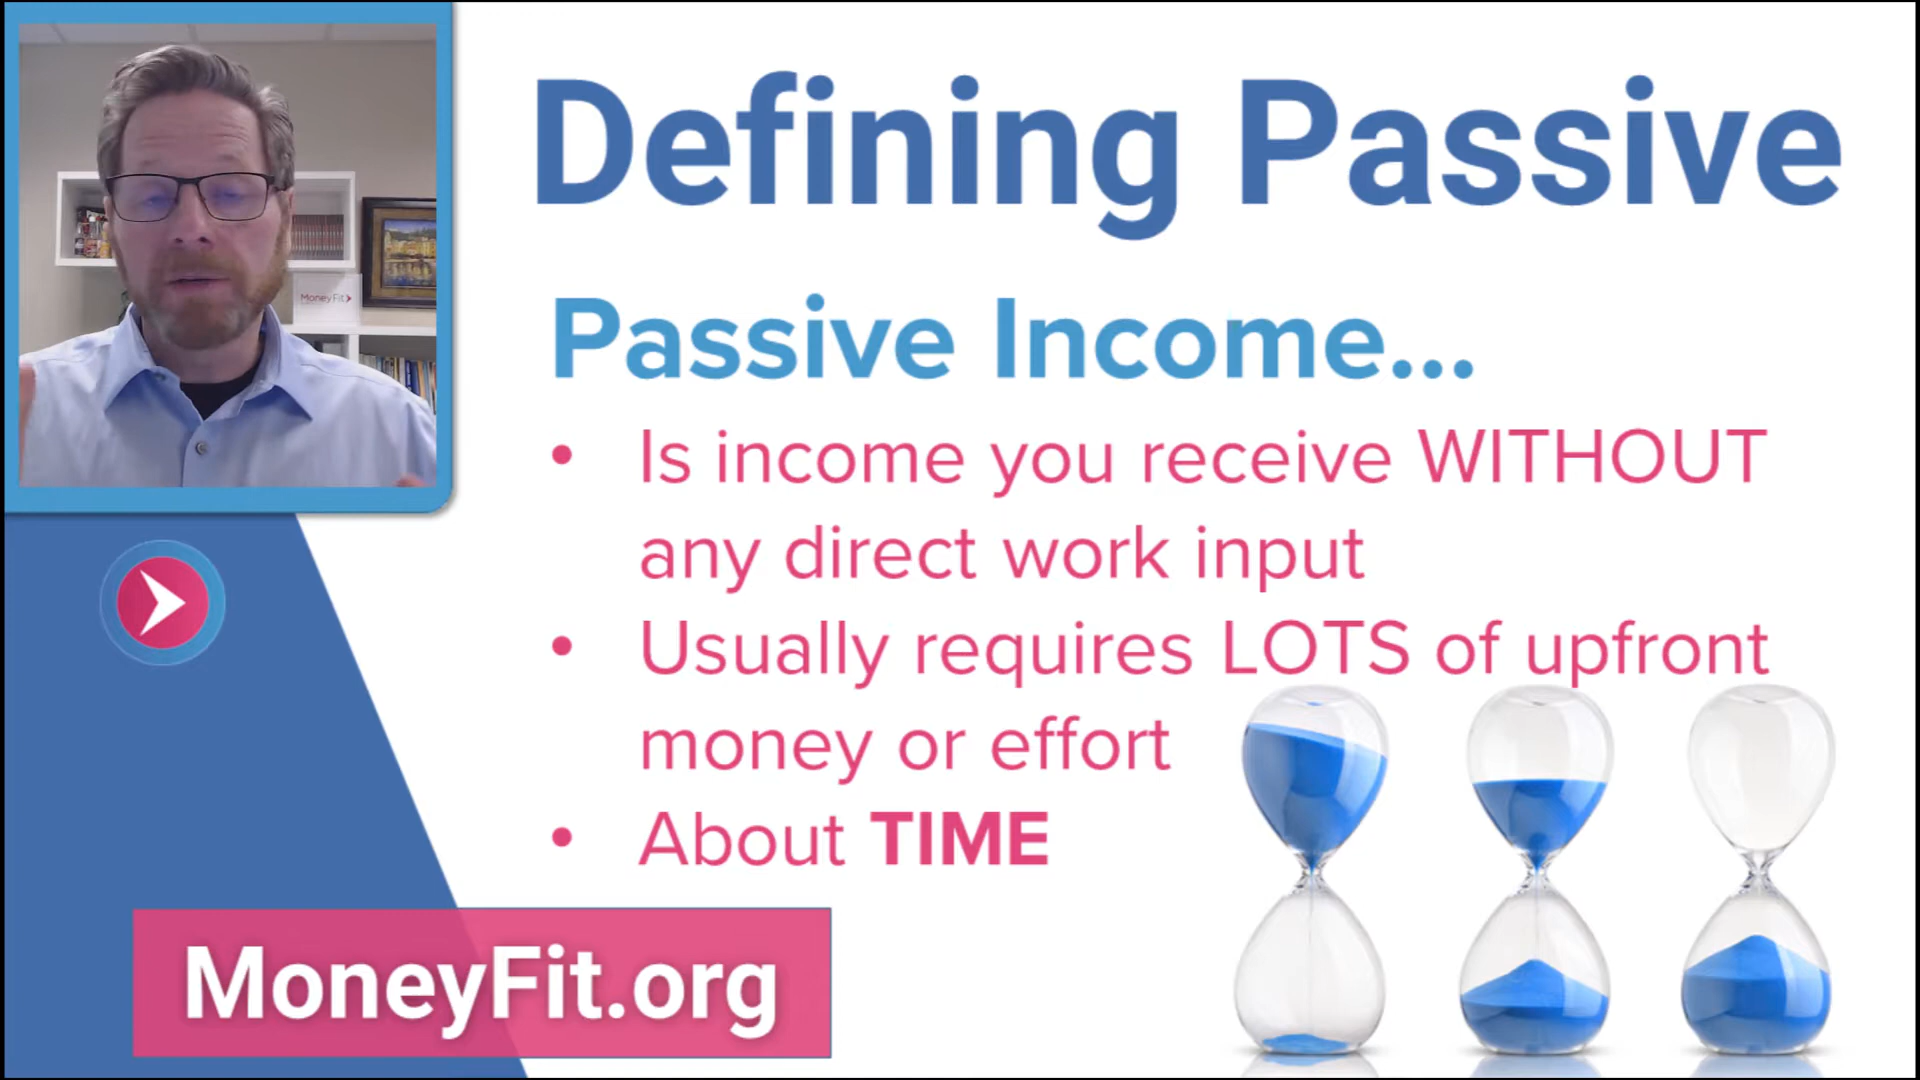 Defining Passive
Passive Income...
• Is income you receive WITHOUT
any direct work input
• Usually requires LOTS of upfront
money or effort
• About TIME
MoneyFit
MoneyFit.org